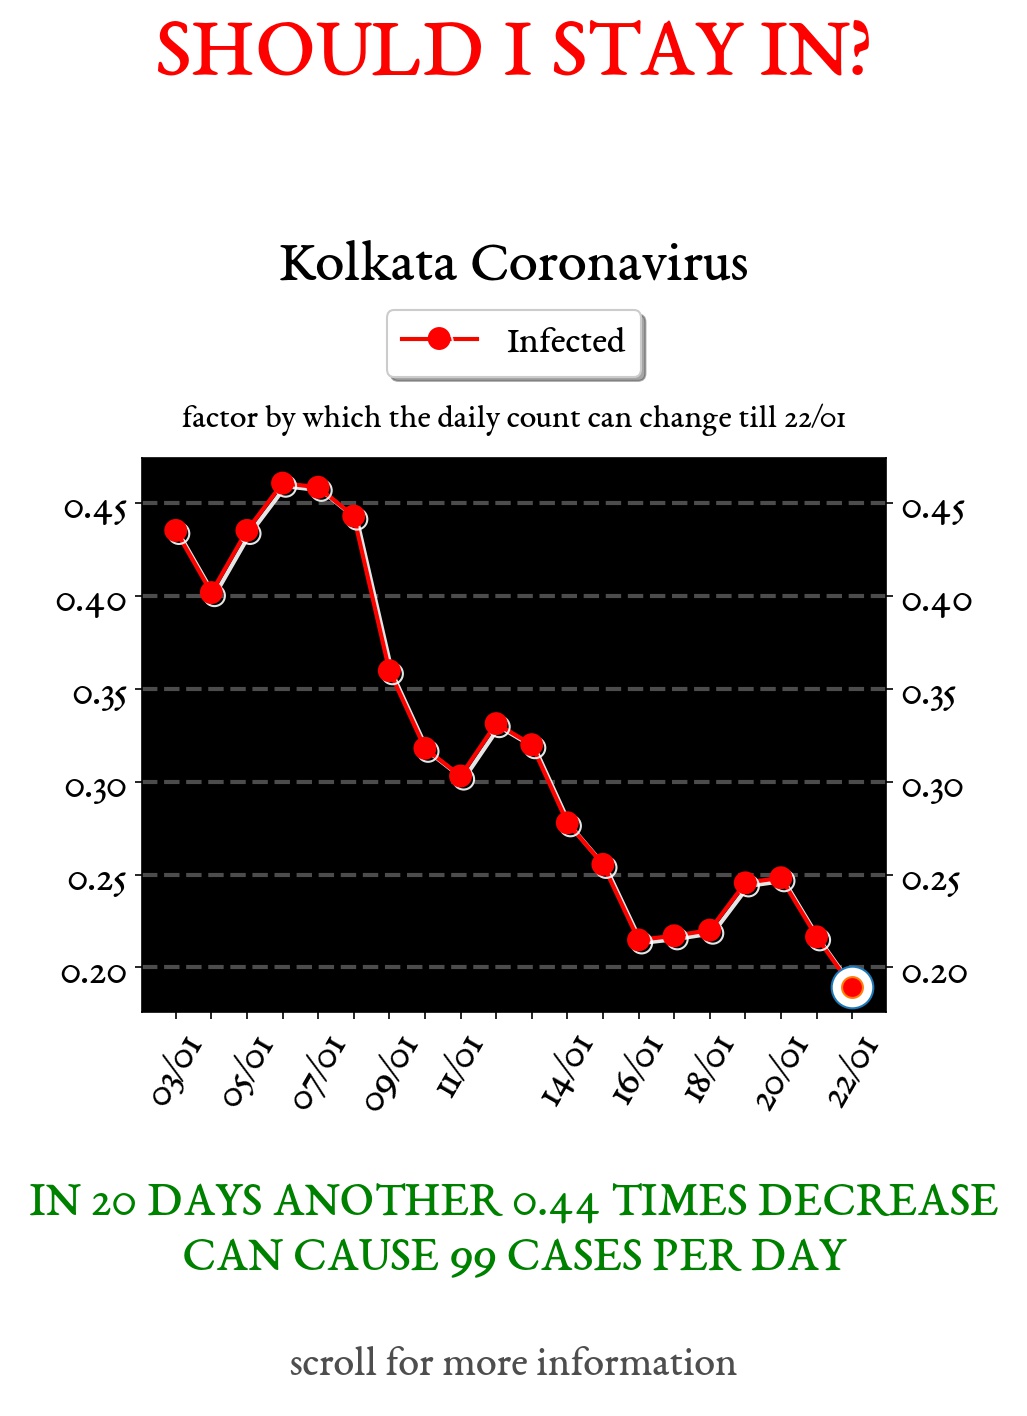 SHOULD I STAY IN?
Kolkata Coronavirus
Infected
factor by which the daily count can change till 22/01
0.45 0.45
0.40 0.40
0.35 0.35
0.30 0.30
0.25 0.25
0.20 0.20
03/01 05/01 07/01 09/01 11/01 14/01 16/01 18/01 20/01 22/01
IN 20 DAYS ANOTHER 0.44 TIMES DECREASE
CAN CAUSE 99 CASES PER DAY
scroll for more information